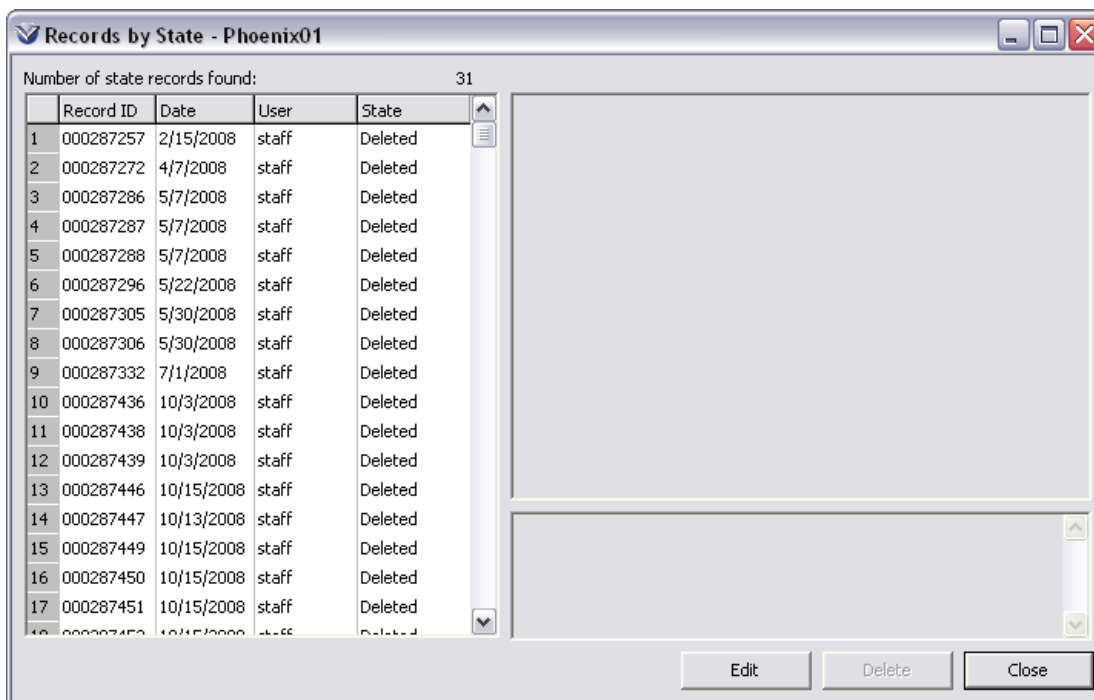 Records by State - Phoenix01
Number of state records found: 31
Record ID Date User State
1 000287257 2/15/2008 staff Deleted
2 000287272 4/7/2008 staff Deleted
3 000287286 5/7/2008 staff Deleted
4 000287287 5/7/2008 staff Deleted
5 000287288 5/7/2008 staff Deleted
6 000287296 5/22/2008 staff Deleted
7 000287305 5/30/2008 staff Deleted
8 000287306 5/30/2008 staff Deleted
9 000287332 7/1/2008 staff Deleted
10 000287436 10/3/2008 staff Deleted
11 000287438 10/3/2008 staff Deleted
12 000287439 10/3/2008 staff Deleted
13 000287446 10/15/2008 staff Deleted
14 000287447 10/13/2008 staff Deleted
15 000287449 10/15/2008 staff Deleted
16 000287450 10/15/2008 staff Deleted
17 000287451 10/15/2008 staff Deleted
Edit Delete Close